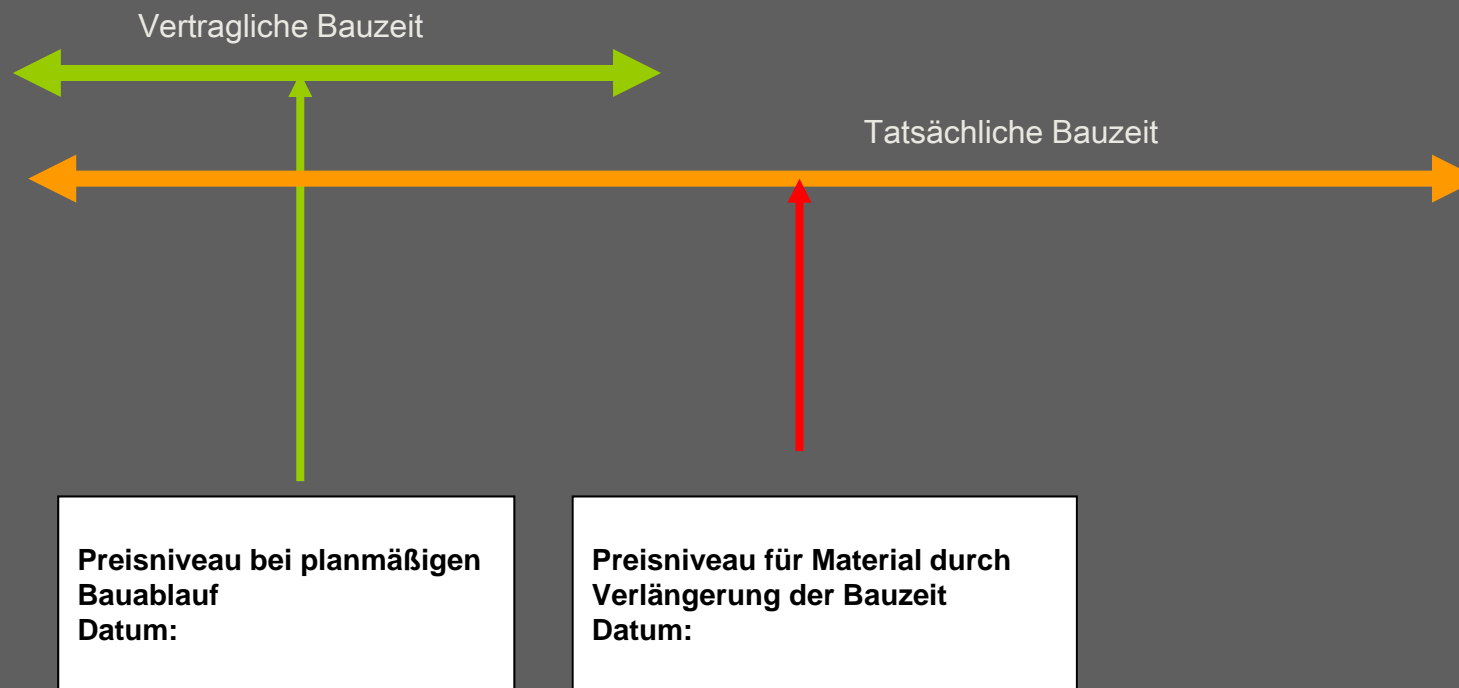 Vertragliche Bauzeit
Tatsächliche Bauzeit
Preisniveau bei planmäßigen
Bauablauf
Datum:
Preisniveau für Material durch
Verlängerung der Bauzeit
Datum: